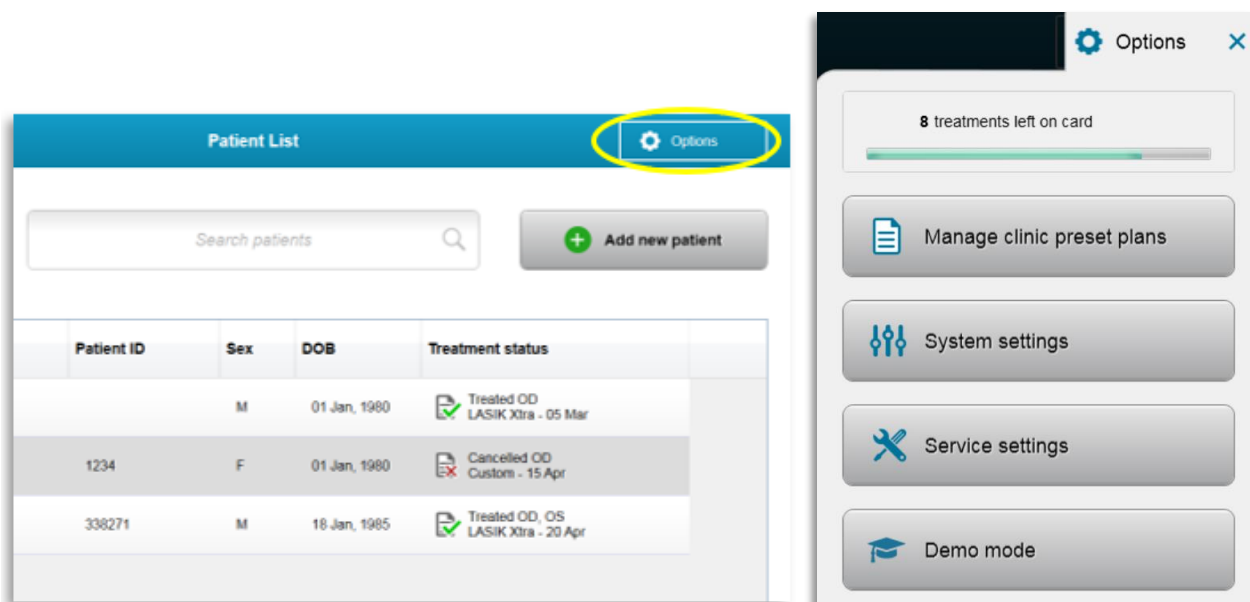 Patient List
Options
Search patients
Add new patient
Patient ID Sex DOB Treatment status
M 01 Jan, 1980 Treated OD
LASIK Xtra - 05 Mar
1234 F 01 Jan, 1980 Cancelled OD
Custom - 15 Apr
338271 M 18 Jan, 1985 Treated OD, OS
LASIK Xtra - 20 Apr
Options
8 treatments left on card
Manage clinic preset plans
System settings
Service settings
Demo mode